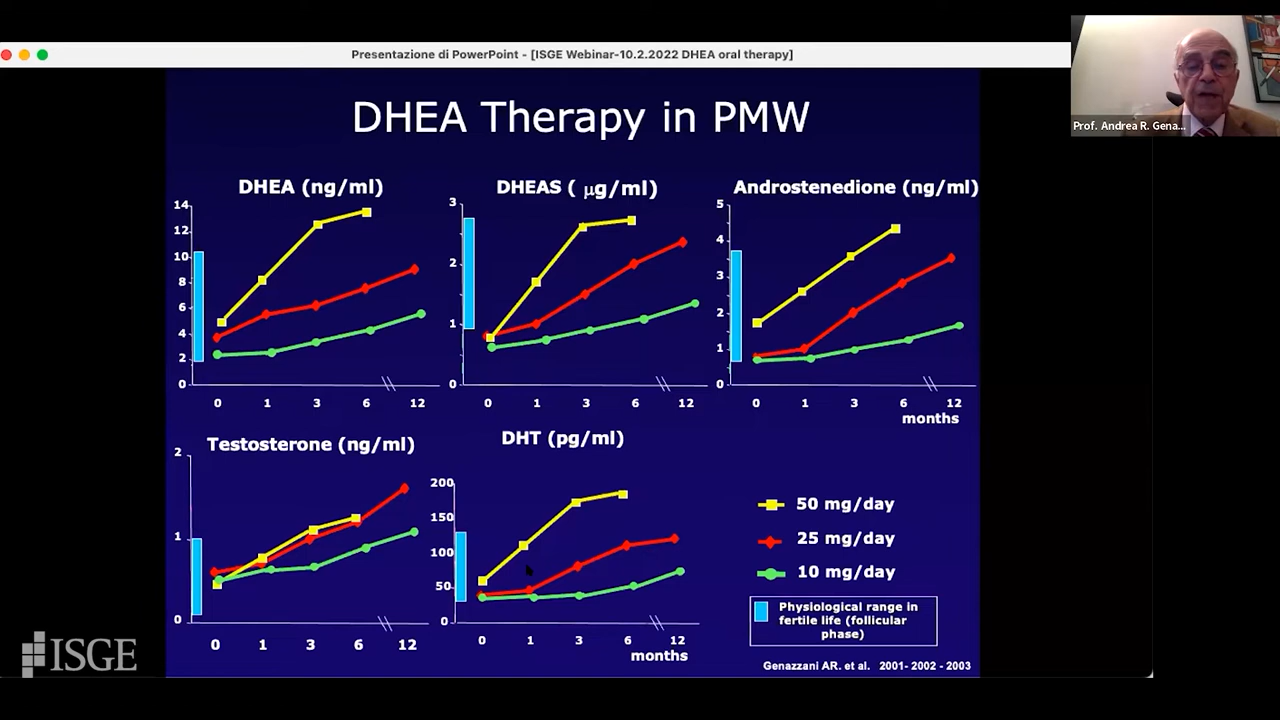 Presentazione di PowerPoint - [ISGE Webinar-10.2.2022 DHEA oral therapy]
Prof. Andrea R. Gena...
DHEA Therapy in PMW
DHEA (ng/ml)
14
12
10
8
6
4
2
0
0 1 3 6 12
DHEAS ( μg/ml)
3
2
1
0
0 1 3 6 12
Androstenedione (ng/ml)
5
4
3
2
1
0
0 1 3 6 12
months
Testosterone (ng/ml)
2
1
0
0 1 3 6 12
DHT (pg/ml)
200
150
100
50
0
0 1 3 6 12
months
50 mg/day
25 mg/day
10 mg/day
Physiological range in
fertile life (follicular
phase)
Genazzani AR. et al. 2001- 2002 - 2003
ISGE